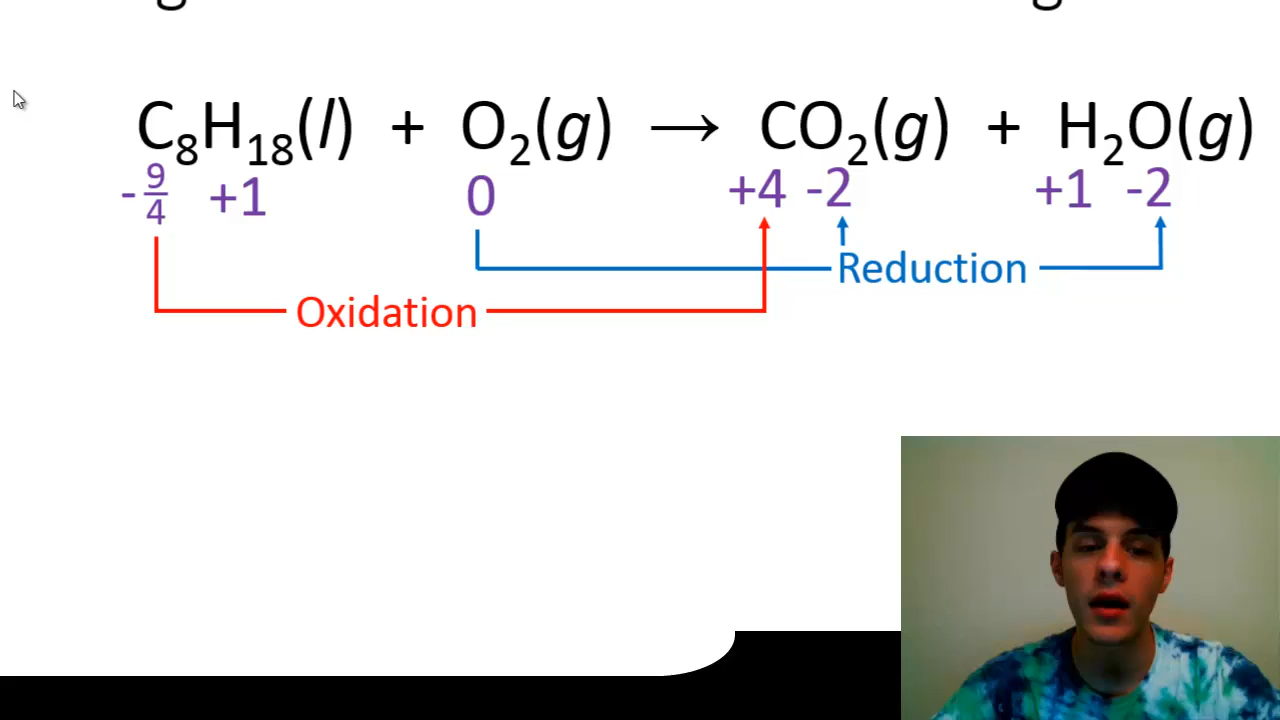 C₈H₁₈(l) + O₂(g) → CO₂(g) + H₂O(g)
-9/4 +1 0 +4 -2 +1 -2
Reduction
Oxidation